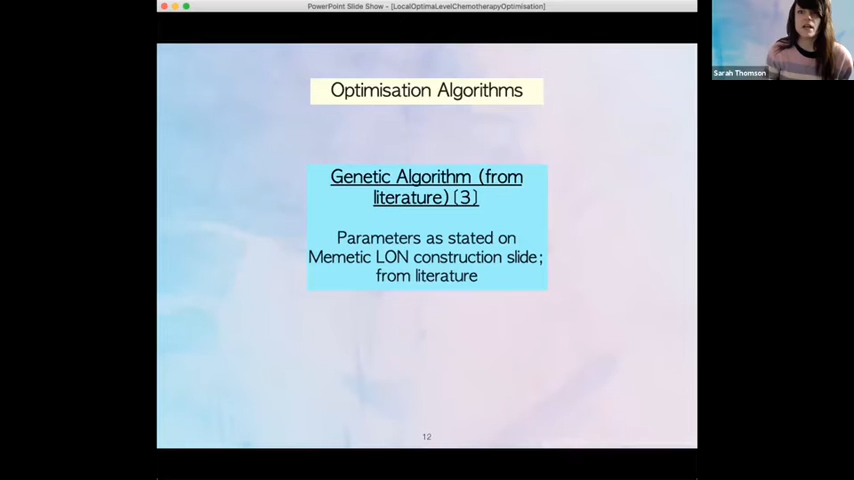 PowerPoint Slide Show - [LocalOptimaLevelChemotherapyOptimisation]
Sarah Thomson
Optimisation Algorithms
Genetic Algorithm (from
literature) [3]
Parameters as stated on
Memetic LON construction slide;
from literature
12